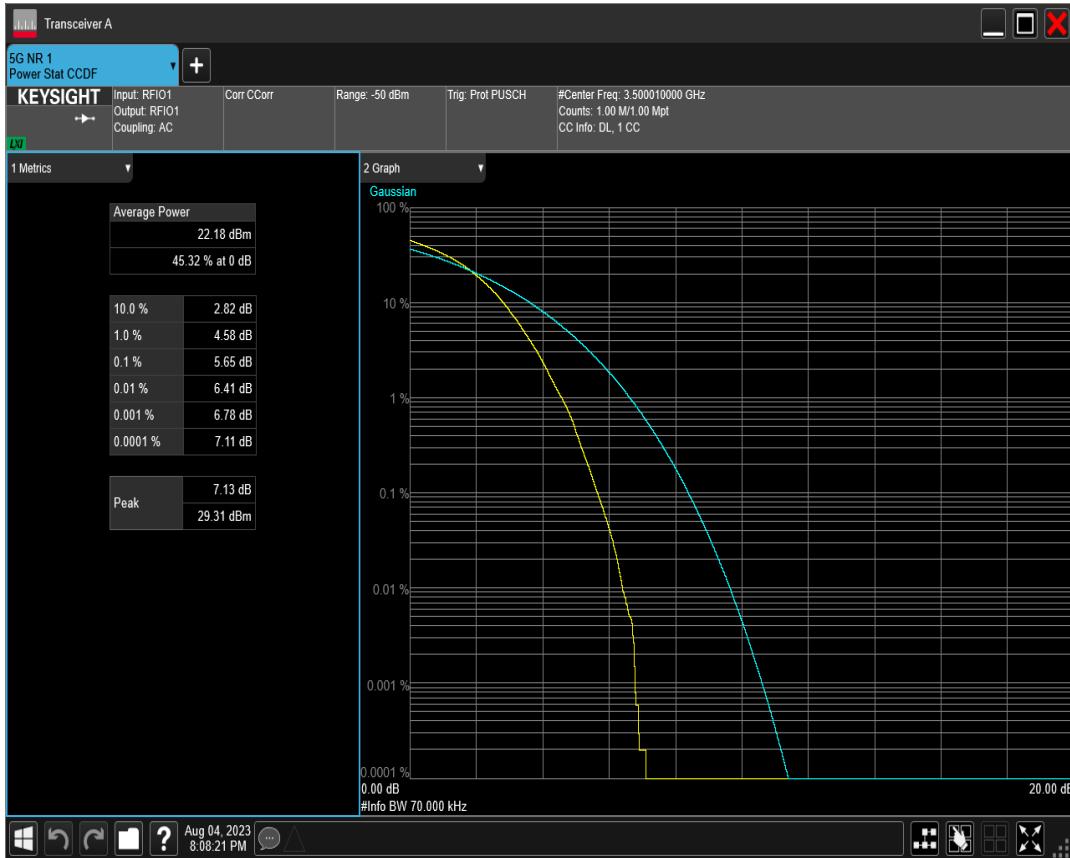 Transceiver A
5G NR 1
Power Stat CCDF
KEYSIGHT
LXI
Input: RFIO1
Output: RFIO1
Coupling: AC
Corr CCorr
Range: -50 dBm
Trig: Prot PUSCH
#Center Freq: 3.500010000 GHz
Counts: 1.00 M/1.00 Mpt
CC Info: DL, 1 CC
1 Metrics
Average Power
22.18 dBm
45.32 % at 0 dB
10.0 % 2.82 dB
1.0 % 4.58 dB
0.1 % 5.65 dB
0.01 % 6.41 dB
0.001 % 6.78 dB
0.0001 % 7.11 dB
Peak
7.13 dB
29.31 dBm
2 Graph
Gaussian
100 %
10 %
1 %
0.1 %
0.01 %
0.001 %
0.0001 %
0.00 dB 20.00 dB
#Info BW 70.000 kHz
?
Aug 04, 2023
8:08:21 PM